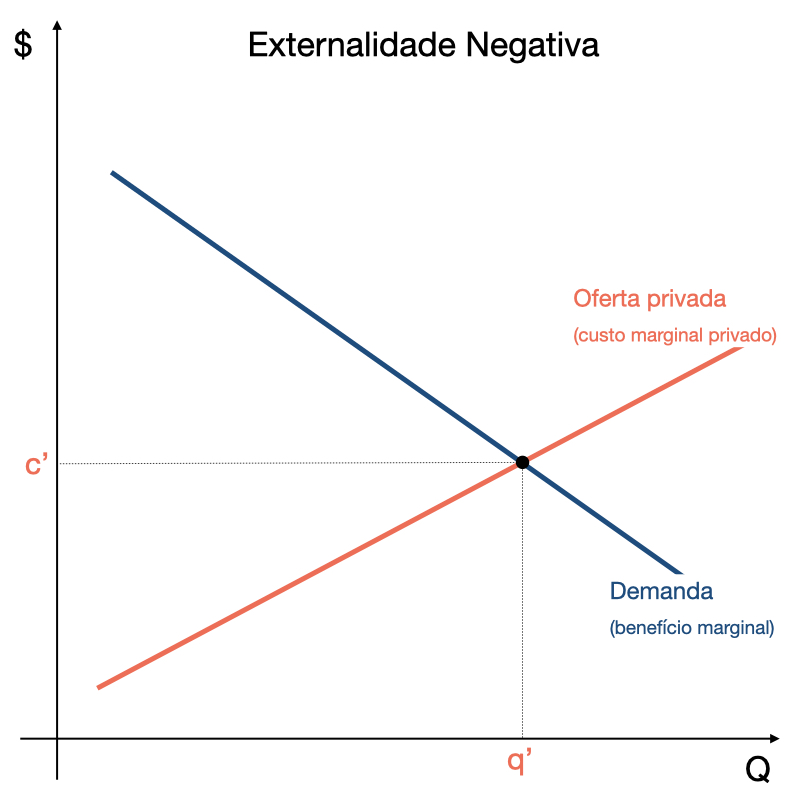 $
Externalidade Negativa
Oferta privada
(custo marginal privado)
c’
Demanda
(benefício marginal)
q’
Q